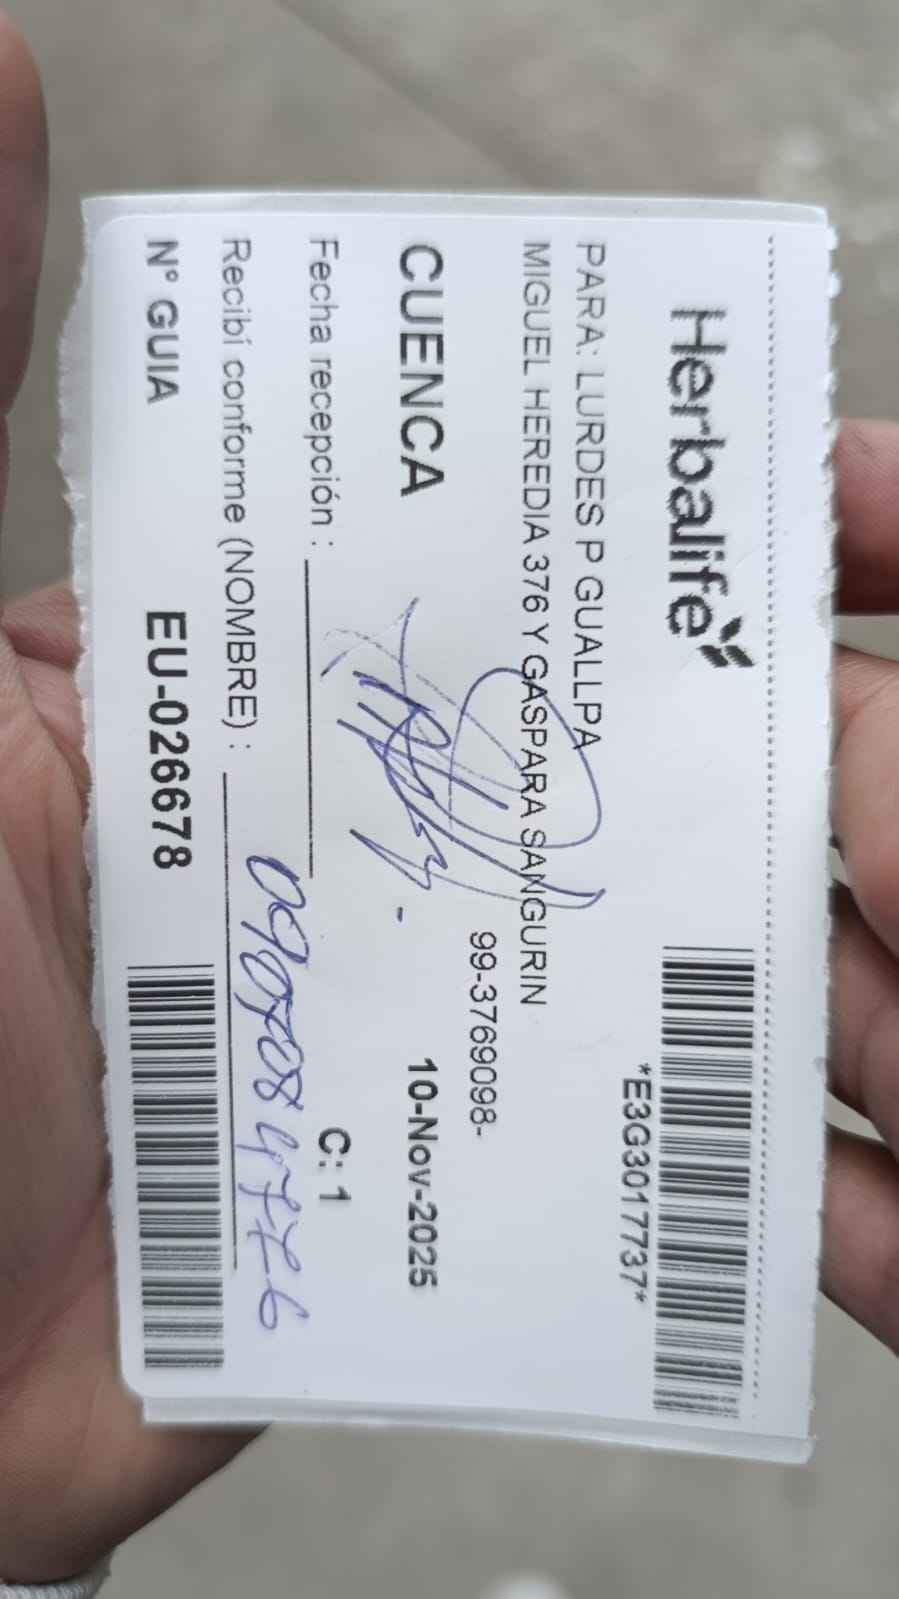 Herbalife
*E3G3017737*
PARA: LURDES P GUALLPA
MIGUEL HEREDIA 376 Y GASPARA SANGURIN
99-3769098-
CUENCA 10-Nov-2025
Fecha recepción : C: 1
Recibí conforme (NOMBRE) :
N° GUIA EU-026678